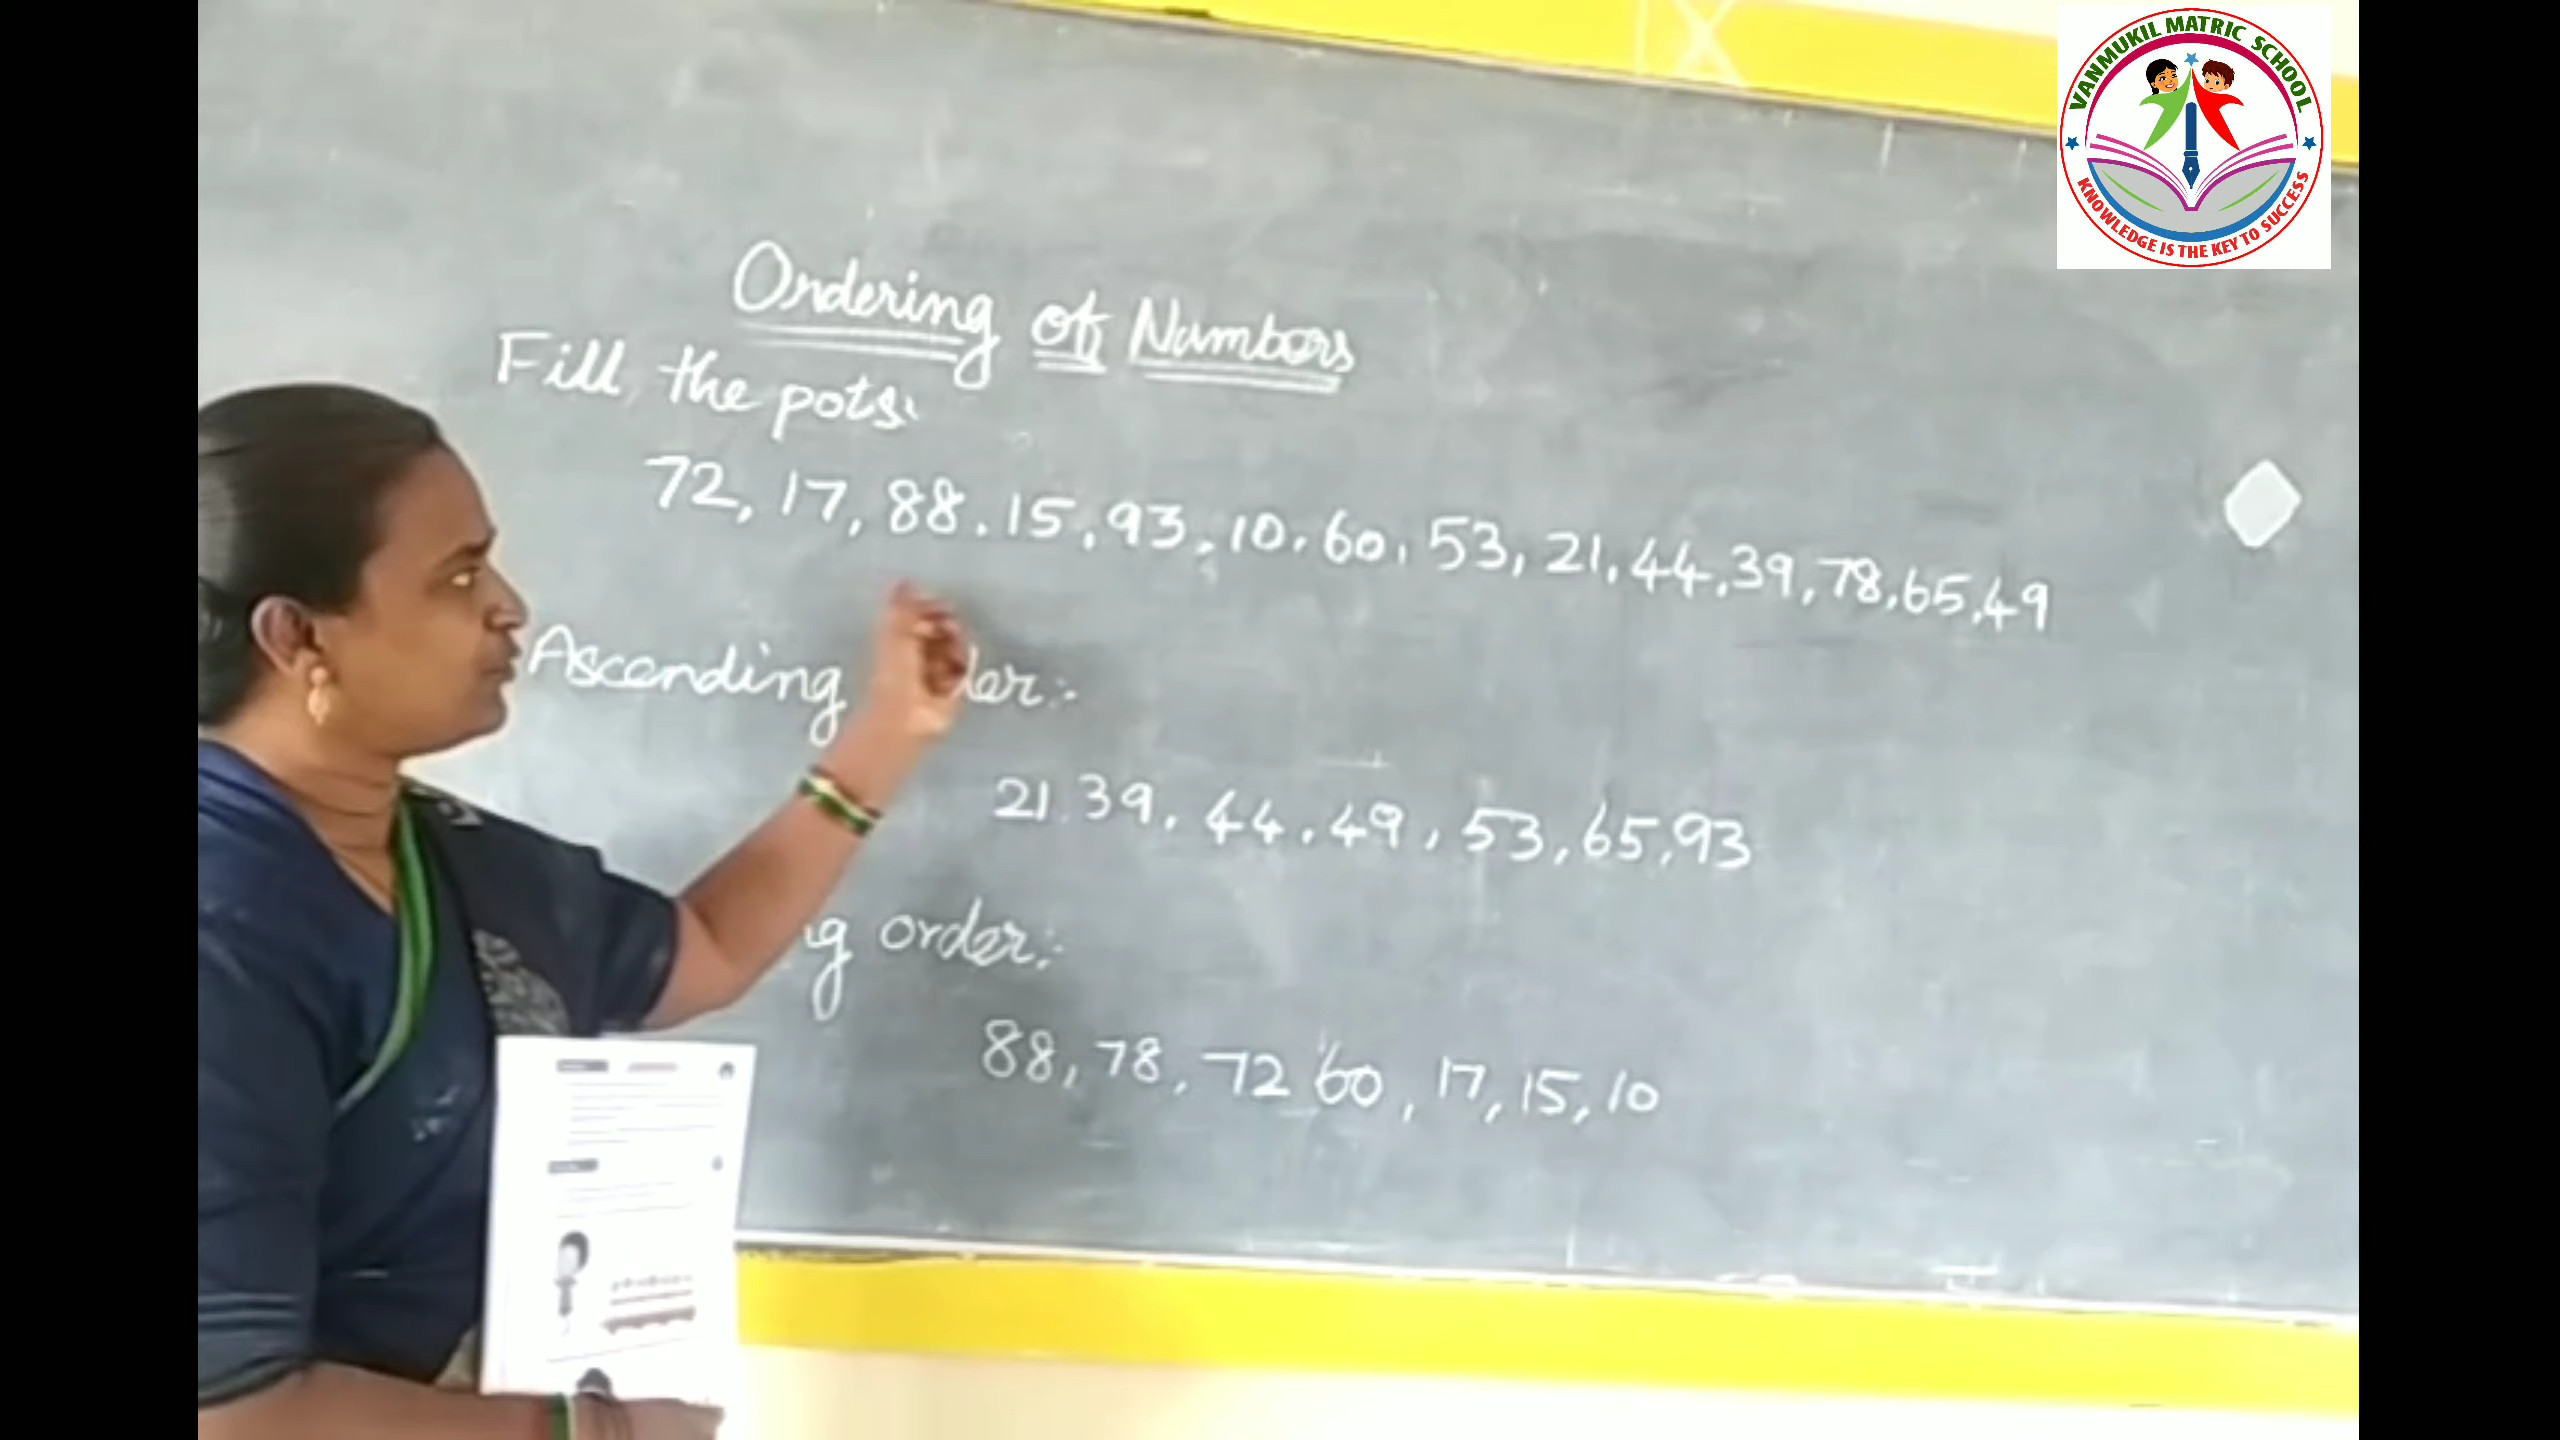 VANMUKIL MATRIC SCHOOL
KNOWLEDGE IS THE KEY TO SUCCESS
Ordering of Numbers
Fill the pots.
72, 17, 88, 15, 93, 10, 60, 53, 21, 44, 39, 78, 65, 49
Ascending
21 39, 44, 49, 53, 65, 93
order:-
88, 78, 72 60, 17, 15, 10